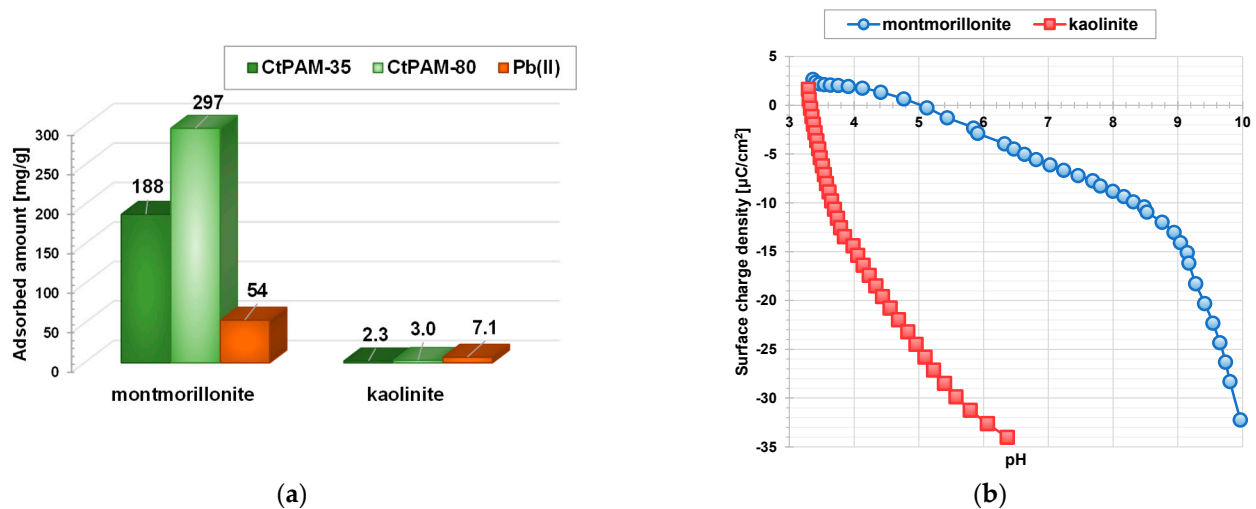 CtPAM-35 CtPAM-80 Pb(II)
Adsorbed amount [mg/g]
300
250
200
150
100
50
0
188
297
54
2.3
3.0
7.1
montmorillonite kaolinite
(a)
montmorillonite kaolinite
Surface charge density [µC/cm²]
5
0
-5
-10
-15
-20
-25
-30
-35
3 4 5 6 7 8 9 10
pH
(b)